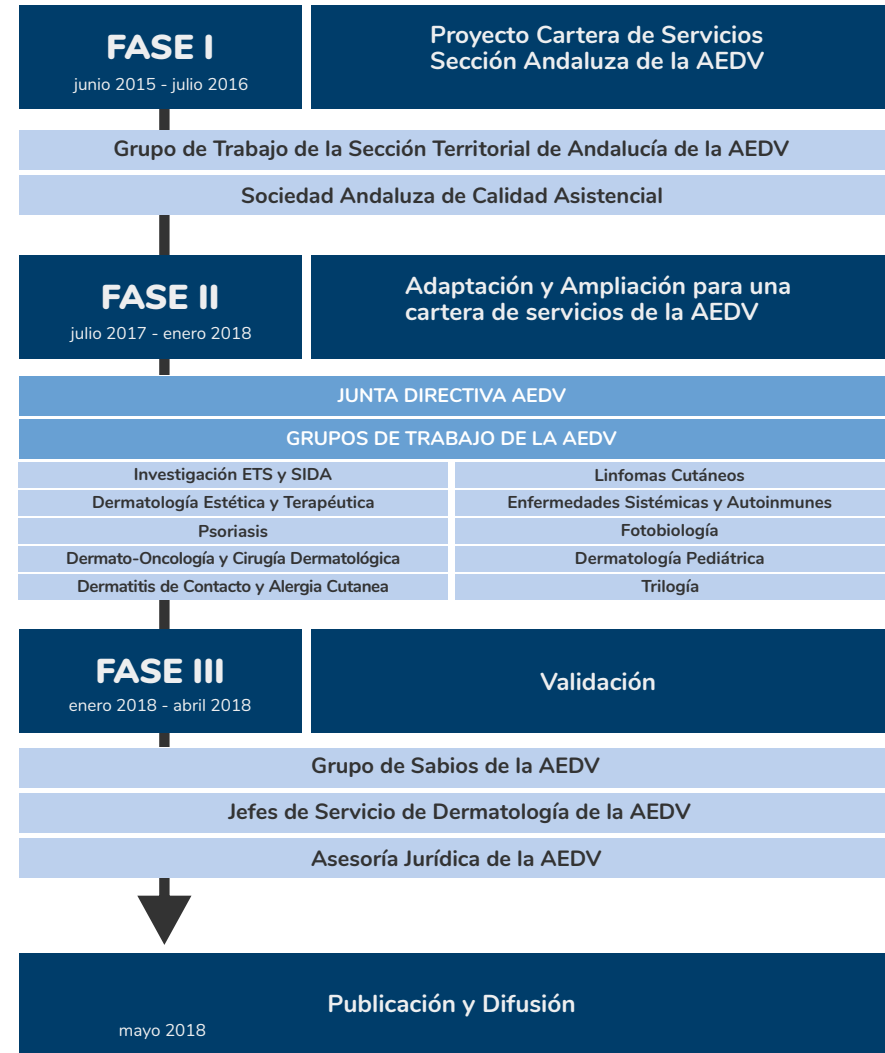 FASE I
junio 2015 - julio 2016
Proyecto Cartera de Servicios
Sección Andaluza de la AEDV
Grupo de Trabajo de la Sección Territorial de Andalucía de la AEDV
Sociedad Andaluza de Calidad Asistencial
FASE II
julio 2017 - enero 2018
Adaptación y Ampliación para una
cartera de servicios de la AEDV
JUNTA DIRECTIVA AEDV
GRUPOS DE TRABAJO DE LA AEDV
Investigación ETS y SIDA
Linfomas Cutáneos
Dermatología Estética y Terapéutica
Enfermedades Sistémicas y Autoinmunes
Psoriasis
Fotobiología
Dermato-Oncología y Cirugía Dermatológica
Dermatología Pediátrica
Dermatitis de Contacto y Alergia Cutanea
Trilogía
FASE III
enero 2018 - abril 2018
Validación
Grupo de Sabios de la AEDV
Jefes de Servicio de Dermatología de la AEDV
Asesoría Jurídica de la AEDV
Publicación y Difusión
mayo 2018